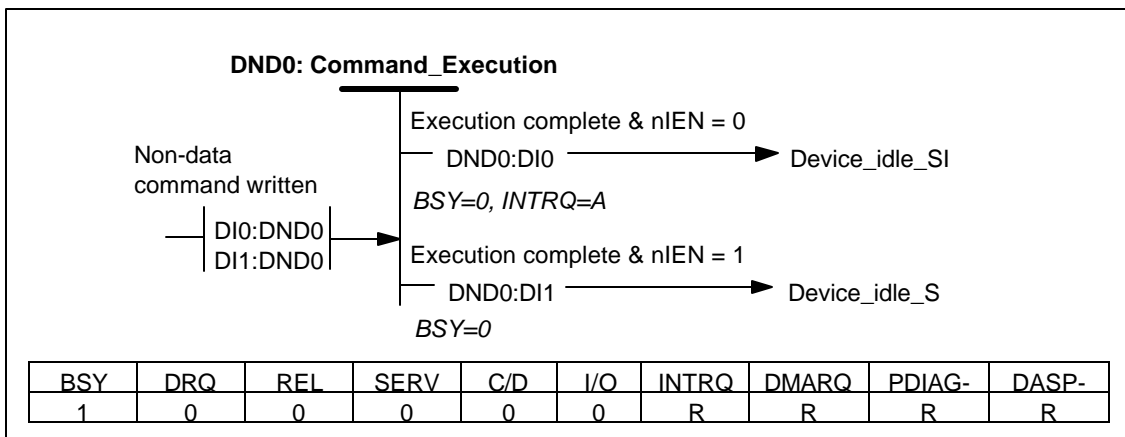 DND0: Command_Execution
Execution complete & nIEN = 0
Non-data
command written
DND0:DI0
Device_idle_SI
BSY=0, INTRQ=A
DI0:DND0
DI1:DND0
Execution complete & nIEN = 1
DND0:DI1
Device_idle_S
BSY=0
BSY DRQ REL SERV C/D I/O INTRQ DMARQ PDIAG- DASP-
1 0 0 0 0 0 R R R R